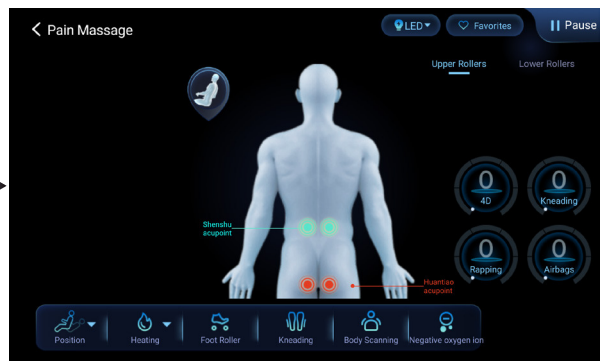 Pain Massage
LED
Favorites
Pause
Upper Rollers
Lower Rollers
0
4D
0
Kneading
Shenshu
acupoint
0
Rapping
0
Airbags
Huantiao
acupoint
Position
Heating
Foot Roller
Kneading
Body Scanning
Negative oxygen ion